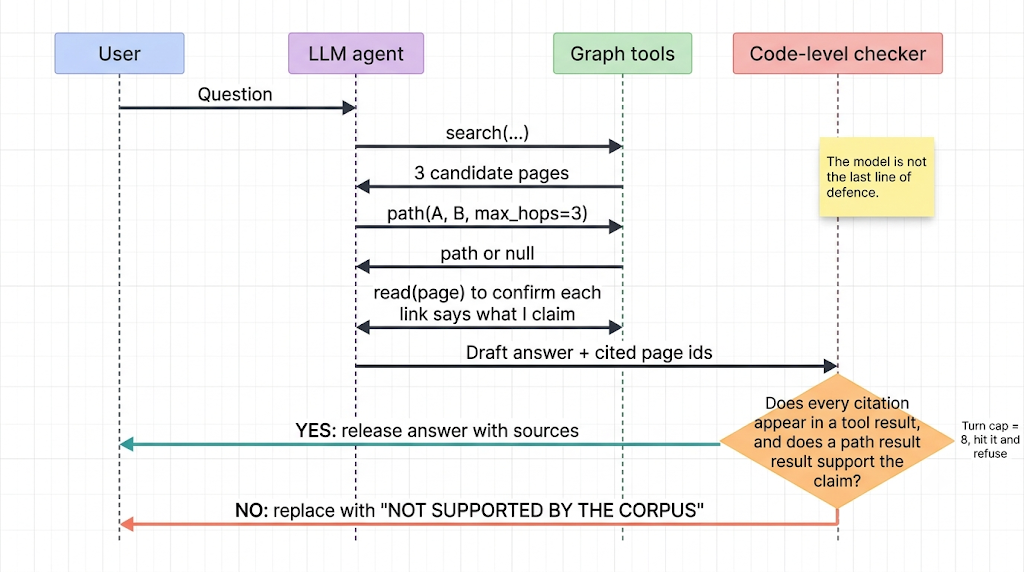 User
LLM agent
Graph tools
Code-level checker
Question
search(...)
The model is not
the last line of
defence.
3 candidate pages
path(A, B, max_hops=3)
path or null
read(page) to confirm each
link says what I claim
Draft answer + cited page ids
Does every citation
appear in a tool result,
and does a path result
result support the
claim?
Turn cap =
8, hit it and
refuse
YES: release answer with sources
NO: replace with "NOT SUPPORTED BY THE CORPUS"